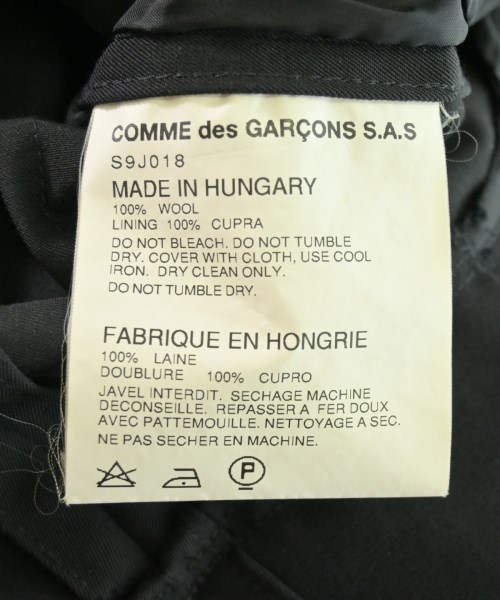 COMME des GARÇONS S.A.S
S9J018
MADE IN HUNGARY
100% WOOL
LINING 100% CUPRA
DO NOT BLEACH. DO NOT TUMBLE
DRY. COVER WITH CLOTH, USE COOL
IRON. DRY CLEAN ONLY.
DO NOT TUMBLE DRY.
FABRIQUE EN HONGRIE
100% LAINE
DOUBLURE 100% CUPRO
JAVEL INTERDIT. SECHAGE MACHINE
DECONSEILLE. REPASSER A FER DOUX
AVEC PATTEMOUILLE. NETTOYAGE A SEC.
NE PAS SECHER EN MACHINE.
P